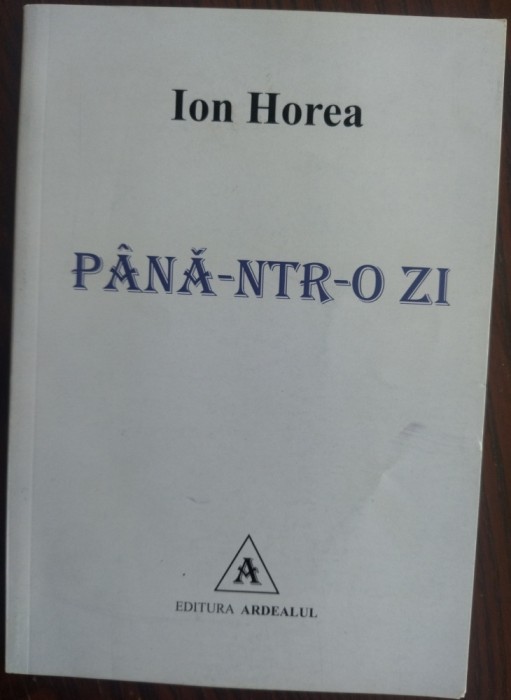 Ion Horea
PÂNĂ-NTR-O ZI
A
EDITURA ARDEALUL